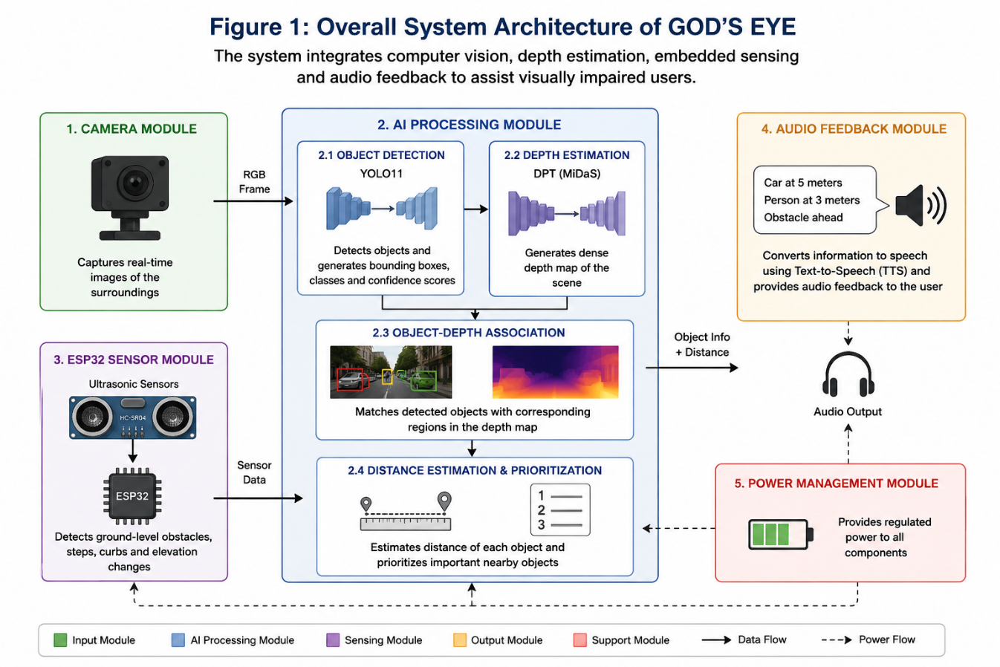 Figure 1: Overall System Architecture of GOD'S EYE
The system integrates computer vision, depth estimation, embedded sensing
and audio feedback to assist visually impaired users.
1. CAMERA MODULE
Captures real-time
images of the
surroundings
RGB
Frame
2. AI PROCESSING MODULE
2.1 OBJECT DETECTION
YOLO11
Detects objects and
generates bounding boxes,
classes and confidence scores
2.2 DEPTH ESTIMATION
DPT (MiDaS)
Generates dense
depth map of the
scene
2.3 OBJECT-DEPTH ASSOCIATION
Matches detected objects with corresponding
regions in the depth map
2.4 DISTANCE ESTIMATION & PRIORITIZATION
1
2
3
Estimates distance of each object and
prioritizes important nearby objects
3. ESP32 SENSOR MODULE
Ultrasonic Sensors
HC-SR04
ESP32
Detects ground-level obstacles,
steps, curbs and elevation
changes
Sensor
Data
Object Info
+ Distance
4. AUDIO FEEDBACK MODULE
Car at 5 meters
Person at 3 meters
Obstacle ahead
Converts information to speech
using Text-to-Speech (TTS) and
provides audio feedback to the user
Audio Output
5. POWER MANAGEMENT MODULE
Provides regulated
power to all
components
Input Module
AI Processing Module
Sensing Module
Output Module
Support Module
Data Flow
Power Flow